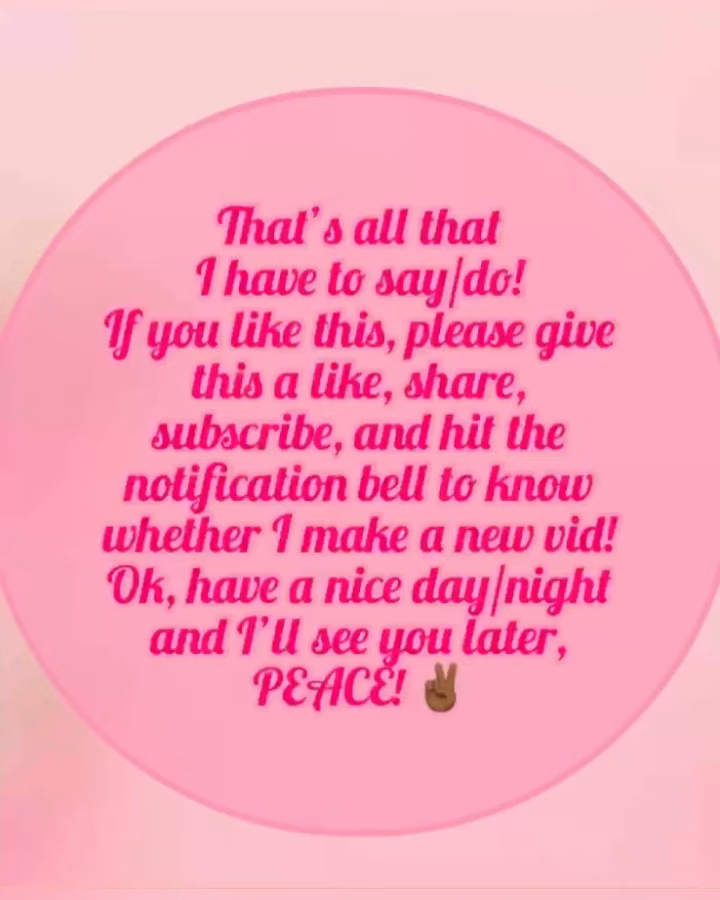 That's all that
I have to say/do!
If you like this, please give
this a like, share,
subscribe, and hit the
notification bell to know
whether I make a new vid!
Ok, have a nice day/night
and I'll see you later,
PEACE! ✌🏾